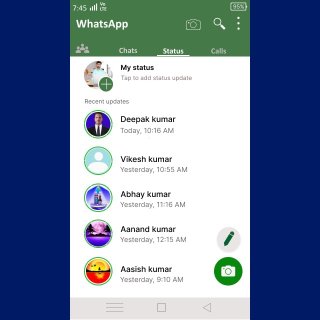 7:45 Vo LTE 95%
WhatsApp
Chats Status Calls
My status
Tap to add status update
Recent updates
Deepak kumar
Today, 10:16 AM
Vikesh kumar
Yesterday, 10:55 AM
Abhay kumar
Yesterday, 11:16 AM
Aanand kumar
Yesterday, 12:15 AM
Aasish kumar
Yesterday, 9:10 AM